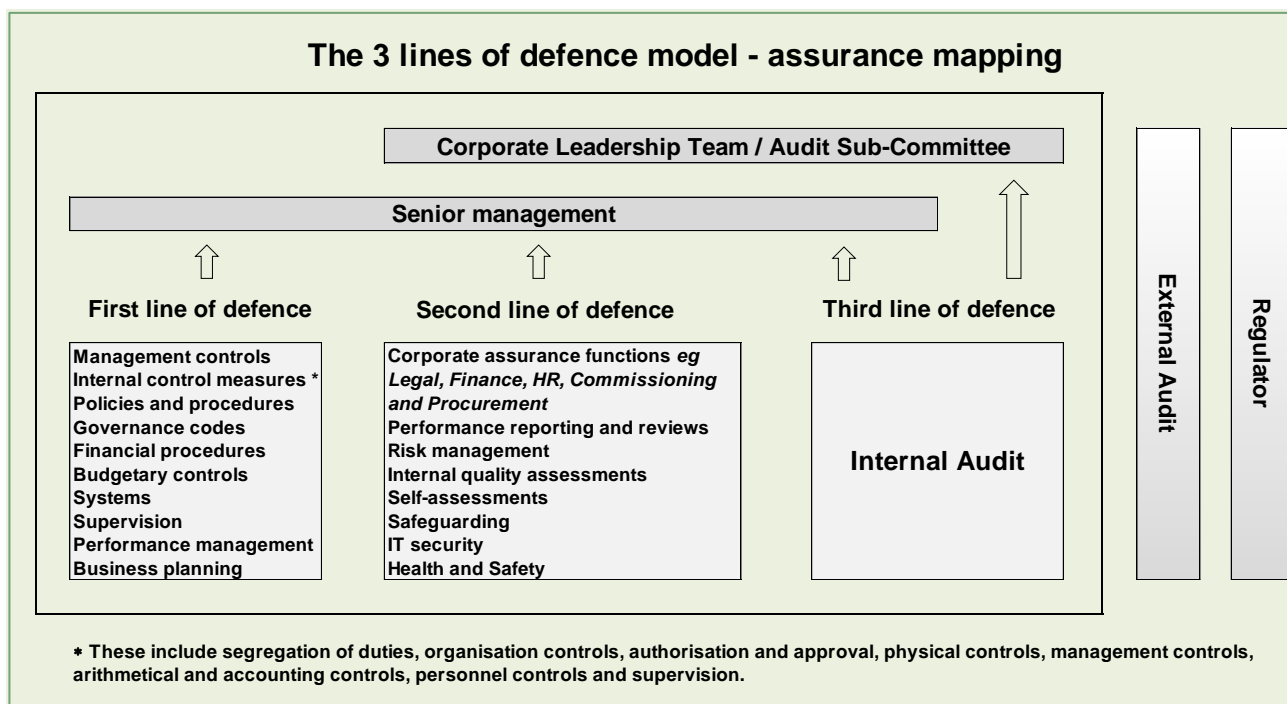 The 3 lines of defence model - assurance mapping
Corporate Leadership Team / Audit Sub-Committee
Senior management
First line of defence
Management controls
Internal control measures *
Policies and procedures
Governance codes
Financial procedures
Budgetary controls
Systems
Supervision
Performance management
Business planning
Second line of defence
Corporate assurance functions eg
Legal, Finance, HR, Commissioning
and Procurement
Performance reporting and reviews
Risk management
Internal quality assessments
Self-assessments
Safeguarding
IT security
Health and Safety
Third line of defence
Internal Audit
External Audit
Regulator
* These include segregation of duties, organisation controls, authorisation and approval, physical controls, management controls,
arithmetical and accounting controls, personnel controls and supervision.